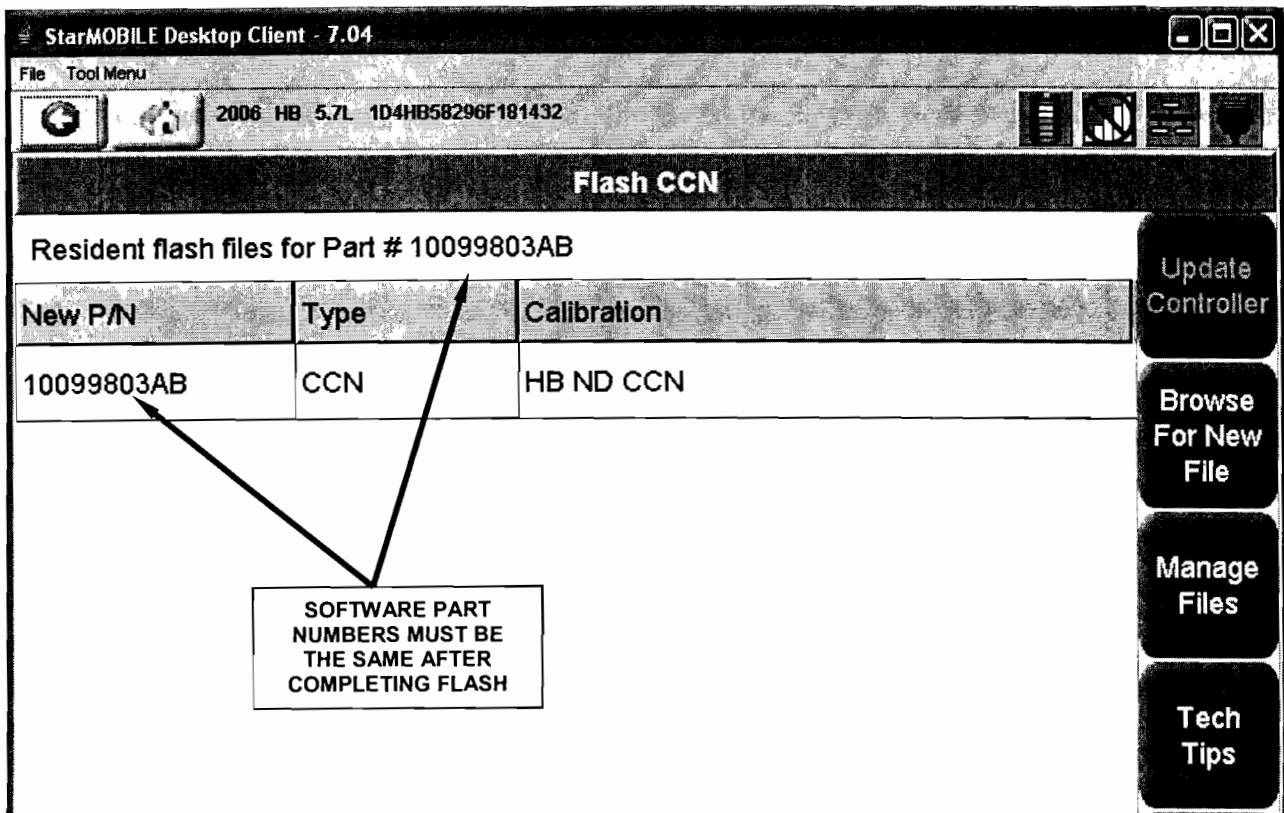 StarMOBILE Desktop Client - 7.04
File Tool Menu
2006 HB 5.7L 1D4HB58296F181432
Flash CCN
Resident flash files for Part # 10099803AB
Update
Controller
New P/N Type Calibration
10099803AB CCN HB ND CCN
Browse
For New
File
Manage
Files
SOFTWARE PART
NUMBERS MUST BE
THE SAME AFTER
COMPLETING FLASH
Tech
Tips